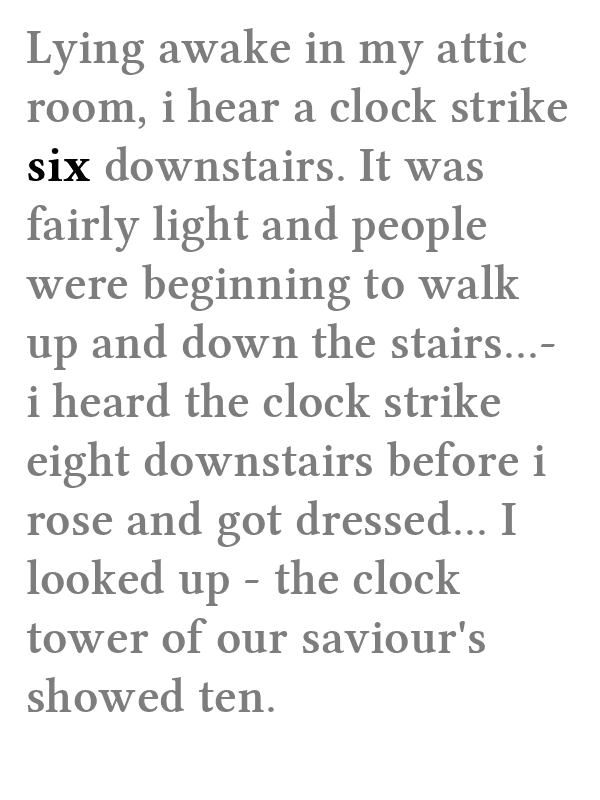 Lying awake in my attic
room, i hear a clock strike
six downstairs. It was
fairly light and people
were beginning to walk
up and down the stairs...-
i heard the clock strike
eight downstairs before i
rose and got dressed... I
looked up - the clock
tower of our saviour's
showed ten.